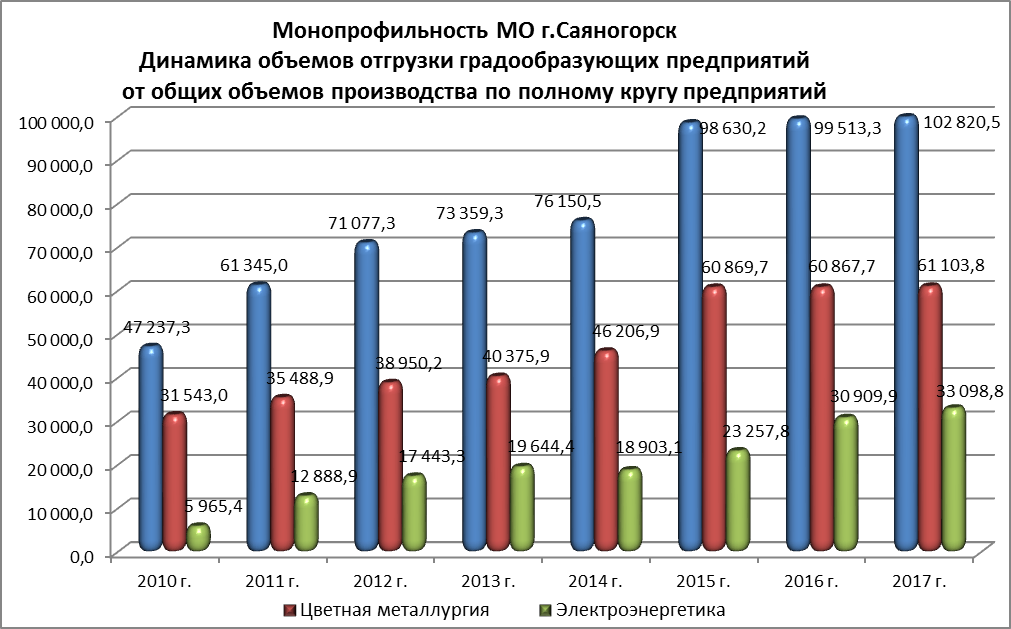 Монопрофильность МО г.Саяногорск
Динамика объемов отгрузки градообразующих предприятий
от общих объемов производства по полному кругу предприятий
100 000,0
90 000,0
80 000,0
70 000,0
60 000,0
50 000,0
40 000,0
30 000,0
20 000,0
10 000,0
0,0
47 237,3
31 543,0
5 965,4
61 345,0
35 488,9
12 888,9
71 077,3
38 950,2
17 443,3
73 359,3
40 375,9
19 644,4
76 150,5
46 206,9
18 903,1
98 630,2
60 869,7
23 257,8
99 513,3
60 867,7
30 909,9
102 820,5
61 103,8
33 098,8
2010 г.
2011 г.
2012 г.
2013 г.
2014 г.
2015 г.
2016 г.
2017 г.
Цветная металлургия
Электроэнергетика